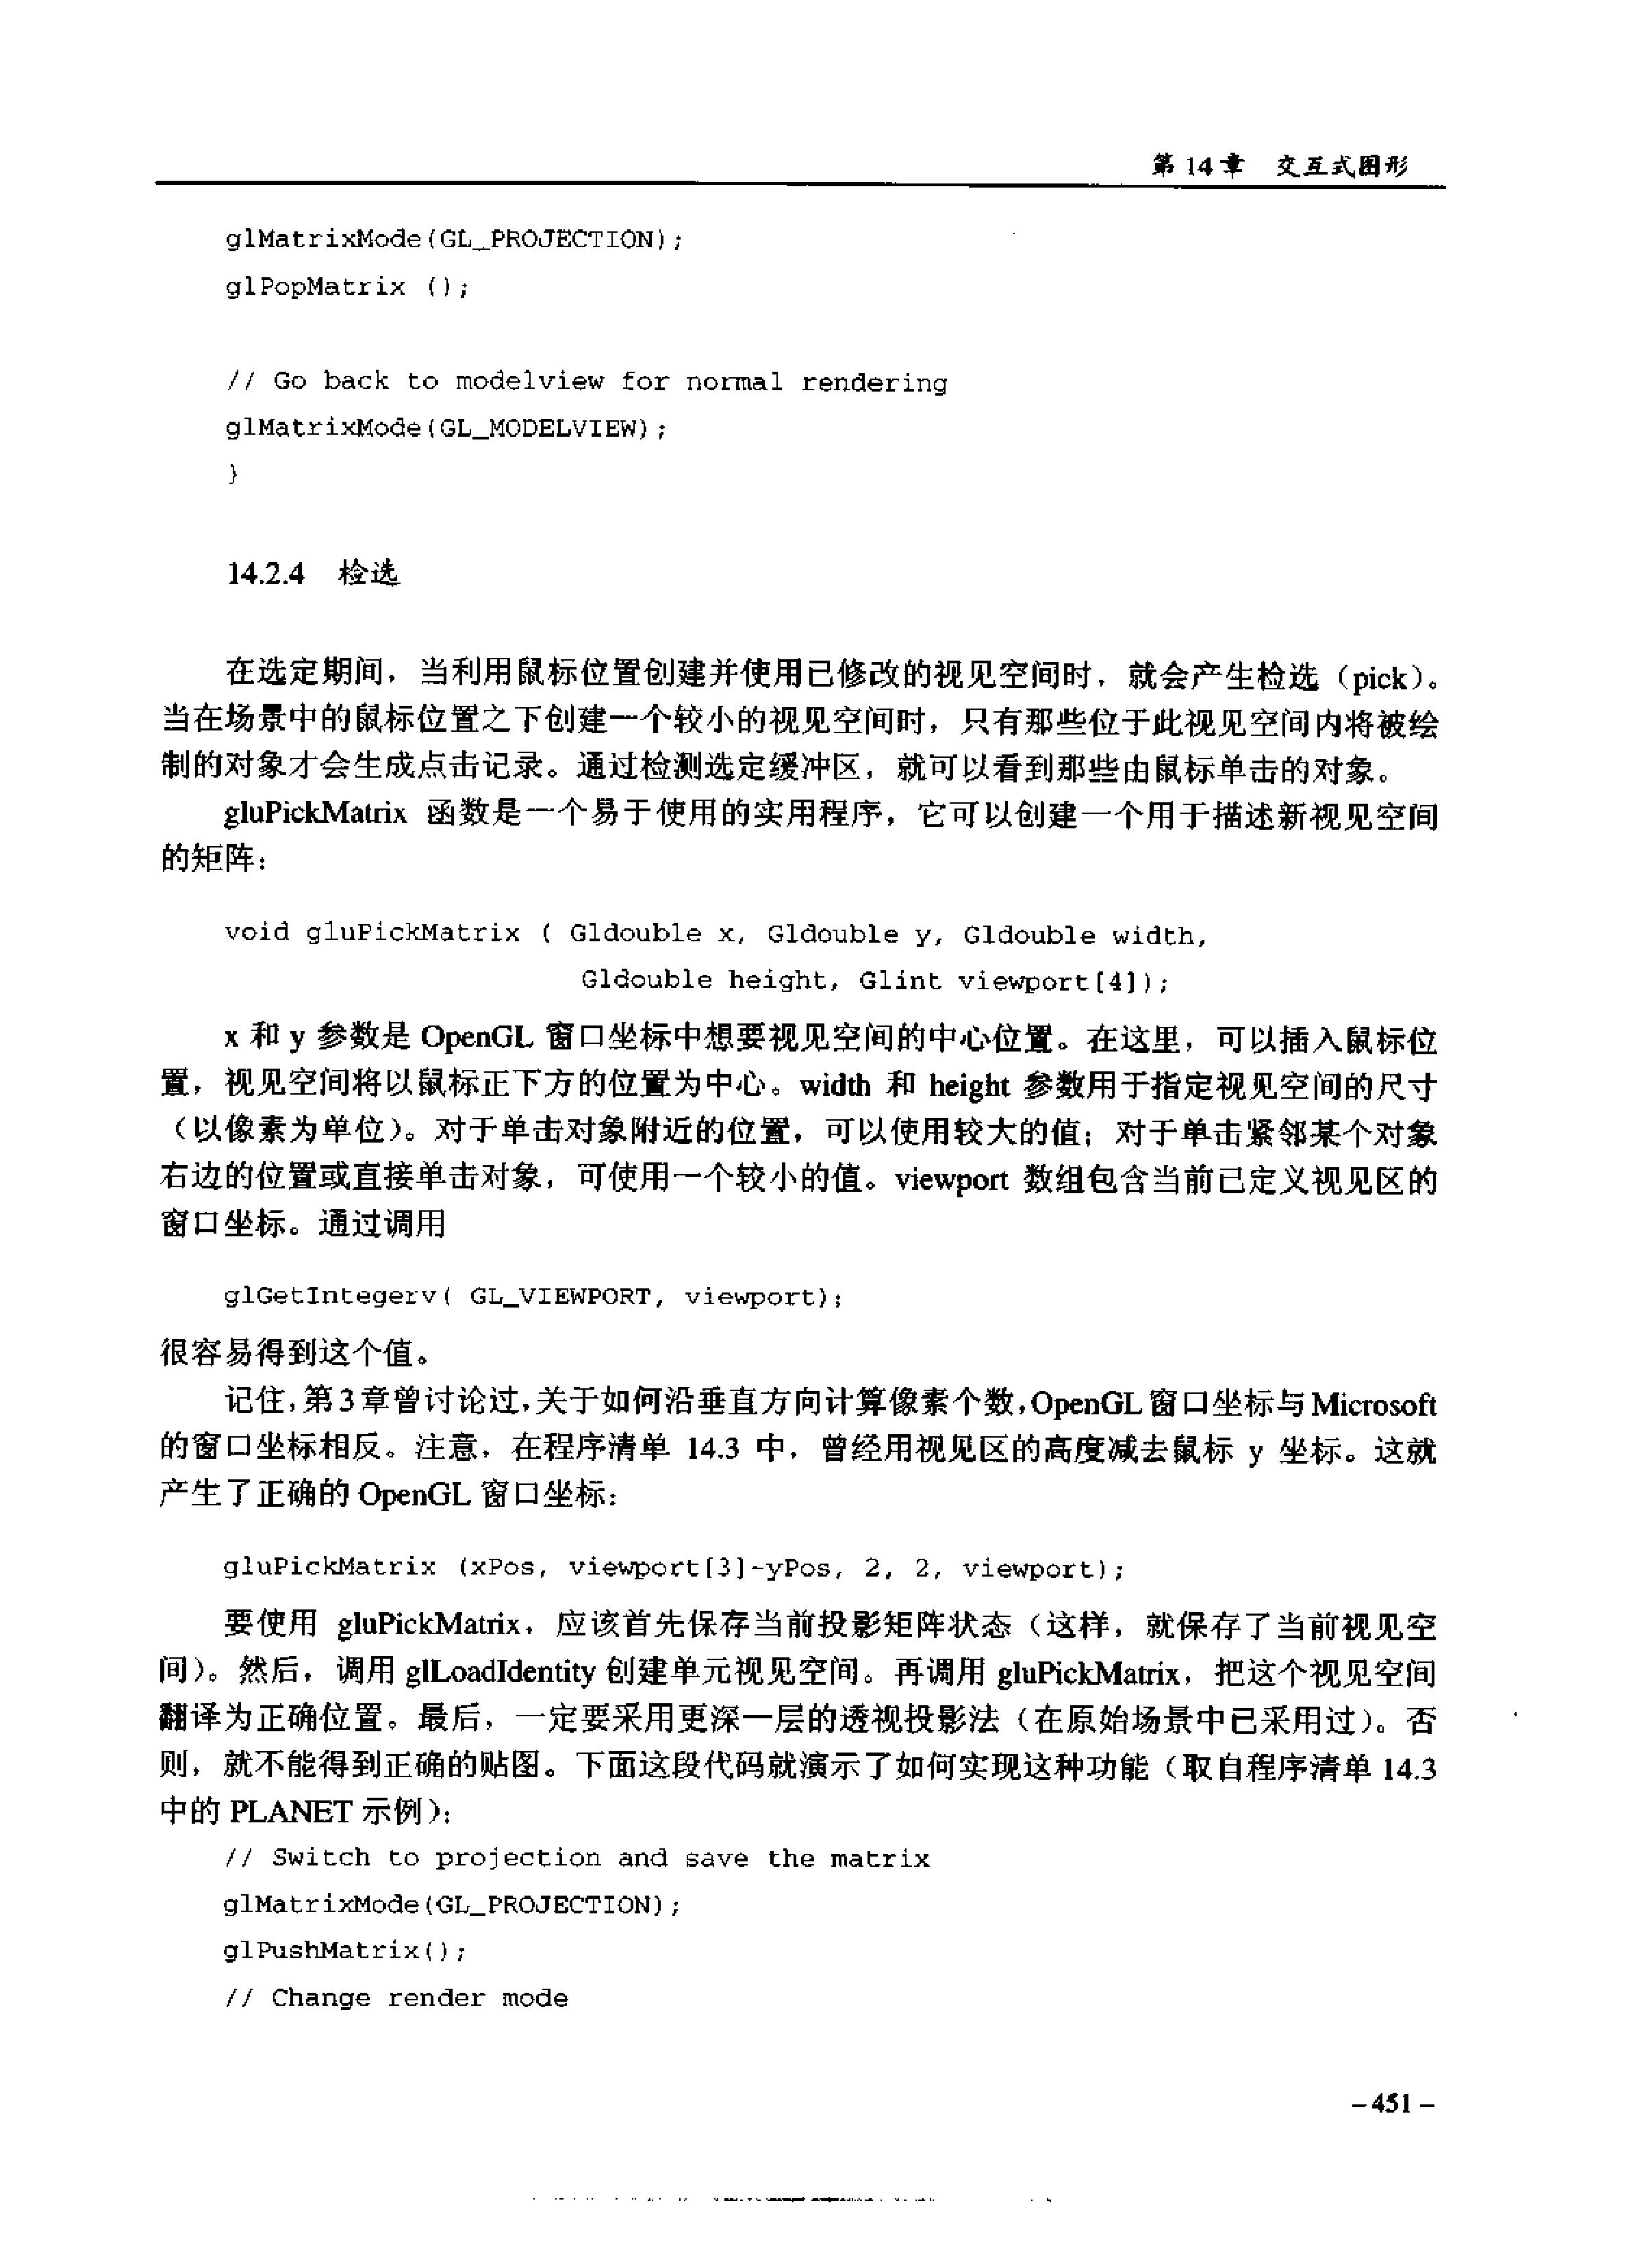 第 14 章　交互式图形
glMatrixMode(GL_PROJECTION);
glPopMatrix ();
// Go back to modelview for normal rendering
glMatrixMode(GL_MODELVIEW);
}
14.2.4　检选
在选定期间，当利用鼠标位置创建并使用已修改的视见空间时，就会产生检选（pick）。
当在场景中的鼠标位置之下创建一个较小的视见空间时，只有那些位于此视见空间内将被绘
制的对象才会生成点击记录。通过检测选定缓冲区，就可以看到那些由鼠标单击的对象。
gluPickMatrix 函数是一个易于使用的实用程序，它可以创建一个用于描述新视见空间
的矩阵：
void gluPickMatrix ( Gldouble x, Gldouble y, Gldouble width,
Gldouble height, Glint viewport[4]);
x 和 y 参数是 OpenGL 窗口坐标中想要视见空间的中心位置。在这里，可以插入鼠标位
置，视见空间将以鼠标正下方的位置为中心。width 和 height 参数用于指定视见空间的尺寸
（以像素为单位）。对于单击对象附近的位置，可以使用较大的值；对于单击紧邻某个对象
右边的位置或直接单击对象，可使用一个较小的值。viewport 数组包含当前已定义视见区的
窗口坐标。通过调用
glGetIntegerv( GL_VIEWPORT, viewport);
很容易得到这个值。
记住，第 3 章曾讨论过，关于如何沿垂直方向计算像素个数，OpenGL 窗口坐标与 Microsoft
的窗口坐标相反。注意，在程序清单 14.3 中，曾经用视见区的高度减去鼠标 y 坐标。这就
产生了正确的 OpenGL 窗口坐标：
gluPickMatrix (xPos, viewport[3]-yPos, 2, 2, viewport);
要使用 gluPickMatrix，应该首先保存当前投影矩阵状态（这样，就保存了当前视见空
间）。然后，调用 glLoadIdentity 创建单元视见空间。再调用 gluPickMatrix，把这个视见空间
翻译为正确位置。最后，一定要采用更深一层的透视投影法（在原始场景中已采用过）。否
则，就不能得到正确的贴图。下面这段代码就演示了如何实现这种功能（取自程序清单 14.3
中的 PLANET 示例）：
// Switch to projection and save the matrix
glMatrixMode(GL_PROJECTION);
glPushMatrix();
// Change render mode
– 451 –